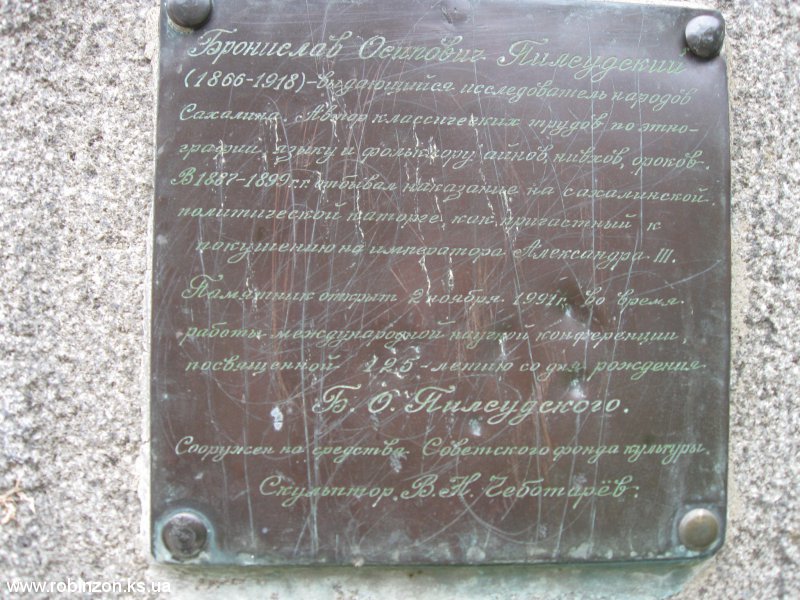 Бронислав Осипович Пилсудский
(1866-1918)-выдающийся исследователь народов
Сахалина. Автор классических трудов по этно-
графии, языку и фольклору айнов, нивхов, ороков.
В 1887-1899 г.г. отбывал наказание на сахалинской
политической каторге как причастный к
покушению на императора Александра III.
Памятник открыт 2 ноября 1991г. во время
работы международной научной конференции,
посвященной 125-летию со дня рождения
Б. О. Пилсудского.
Сооружен на средства Советского фонда культуры.
Скульптор В. Н. Чеботарёв.
www.robinzon.ks.ua